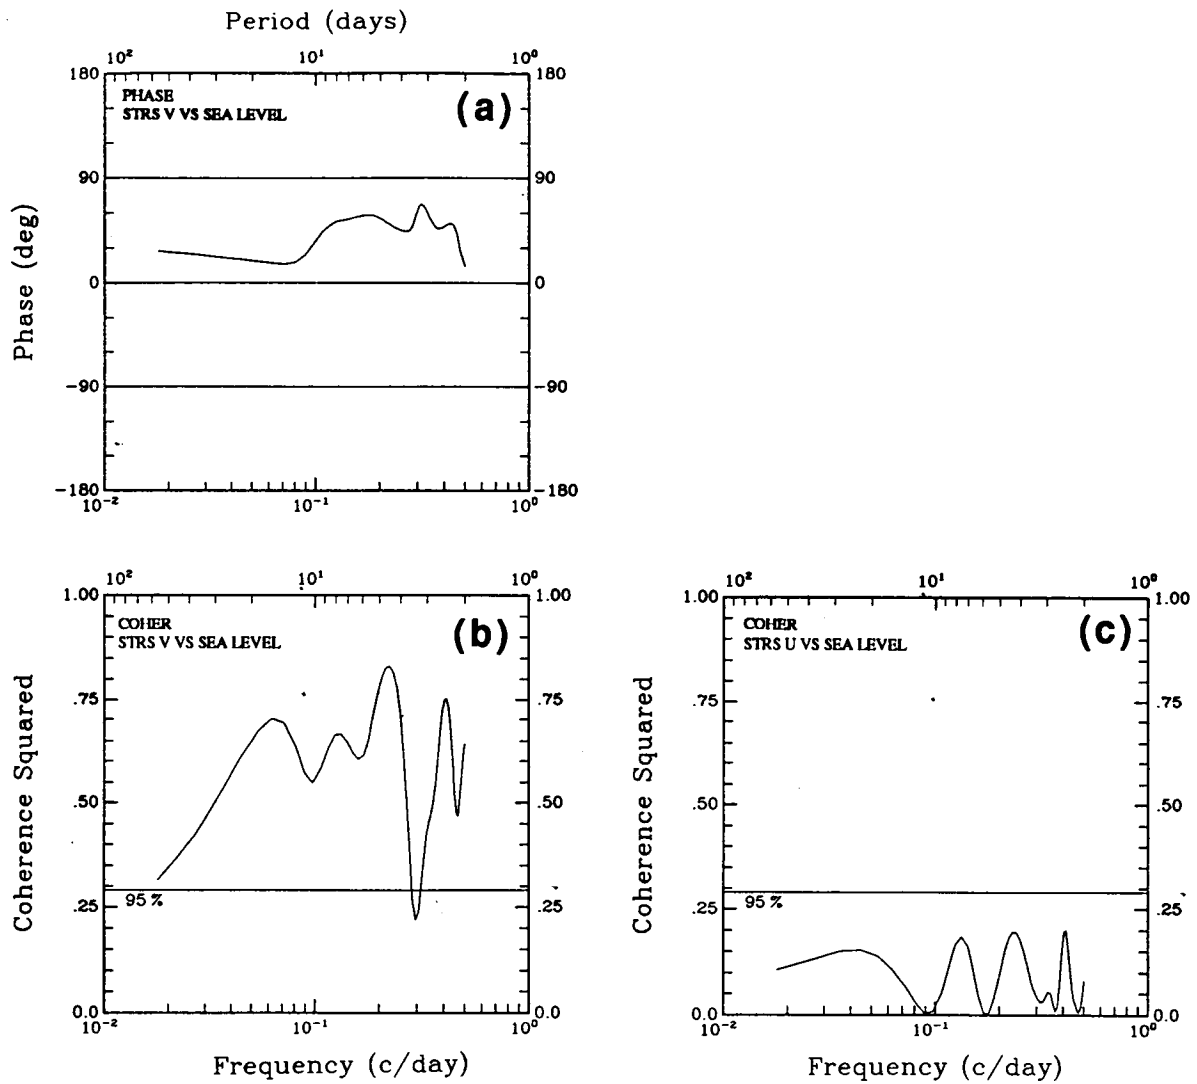 Period (days)
10² 10¹ 10⁰
180 180
PHASE
STRS V VS SEA LEVEL
(a)
90 90
Phase (deg)
0 0
-90 -90
-180 -180
10⁻² 10⁻¹ 10⁰
10² 10¹ 10⁰
1.00 1.00
COHER
STRS V VS SEA LEVEL
(b)
.75 .75
Coherence Squared
.50 .50
95 %
.25 .25
0.0 0.0
10⁻² 10⁻¹ 10⁰
Frequency (c/day)
10² 10¹ 10⁰
1.00 1.00
COHER
STRS U VS SEA LEVEL
(c)
.75 .75
Coherence Squared
.50 .50
95 %
.25 .25
0.0 0.0
10⁻² 10⁻¹ 10⁰
Frequency (c/day)